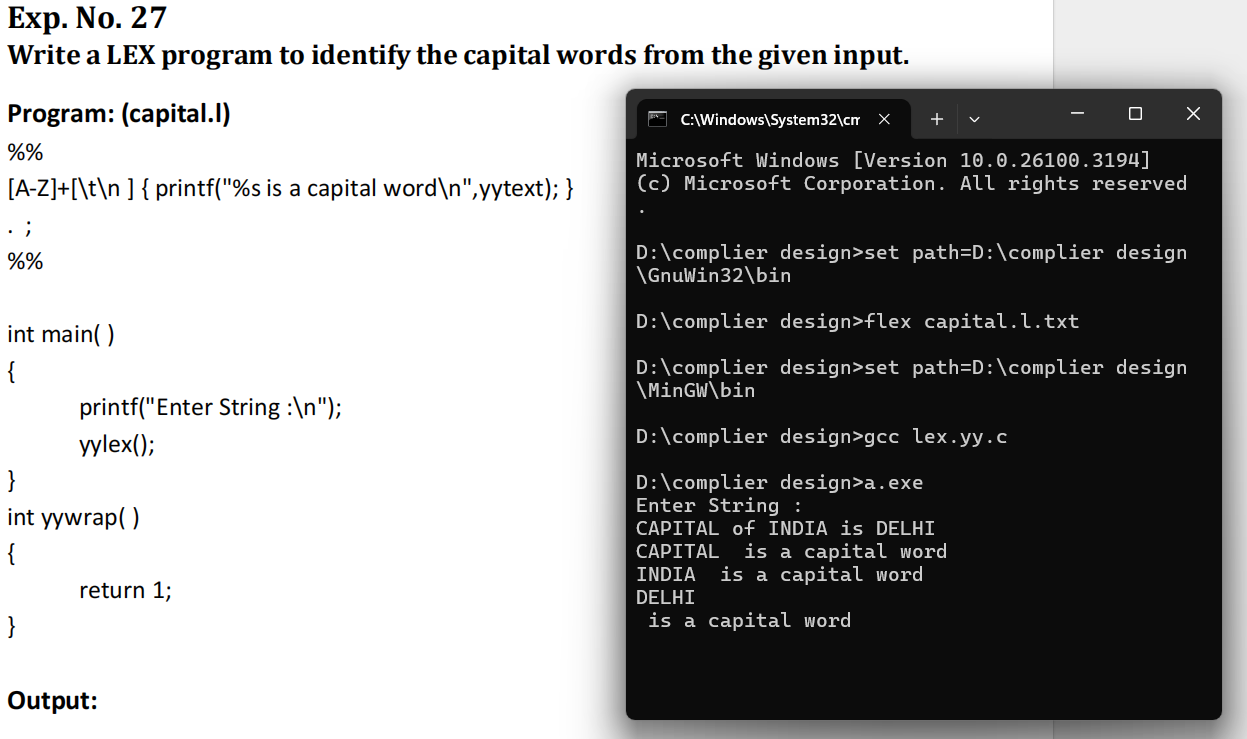 Exp. No. 27
Write a LEX program to identify the capital words from the given input.
Program: (capital.l)
%%
[A-Z]+[\t\n ] { printf("%s is a capital word\n",yytext); }
. ;
%%
int main( )
{
printf("Enter String :\n");
yylex();
}
int yywrap( )
{
return 1;
}
Output:
C:\Windows\System32\cm
Microsoft Windows [Version 10.0.26100.3194]
(c) Microsoft Corporation. All rights reserved
.
D:\complier design>set path=D:\complier design
\GnuWin32\bin
D:\complier design>flex capital.l.txt
D:\complier design>set path=D:\complier design
\MinGW\bin
D:\complier design>gcc lex.yy.c
D:\complier design>a.exe
Enter String :
CAPITAL of INDIA is DELHI
CAPITAL  is a capital word
INDIA  is a capital word
DELHI
 is a capital word